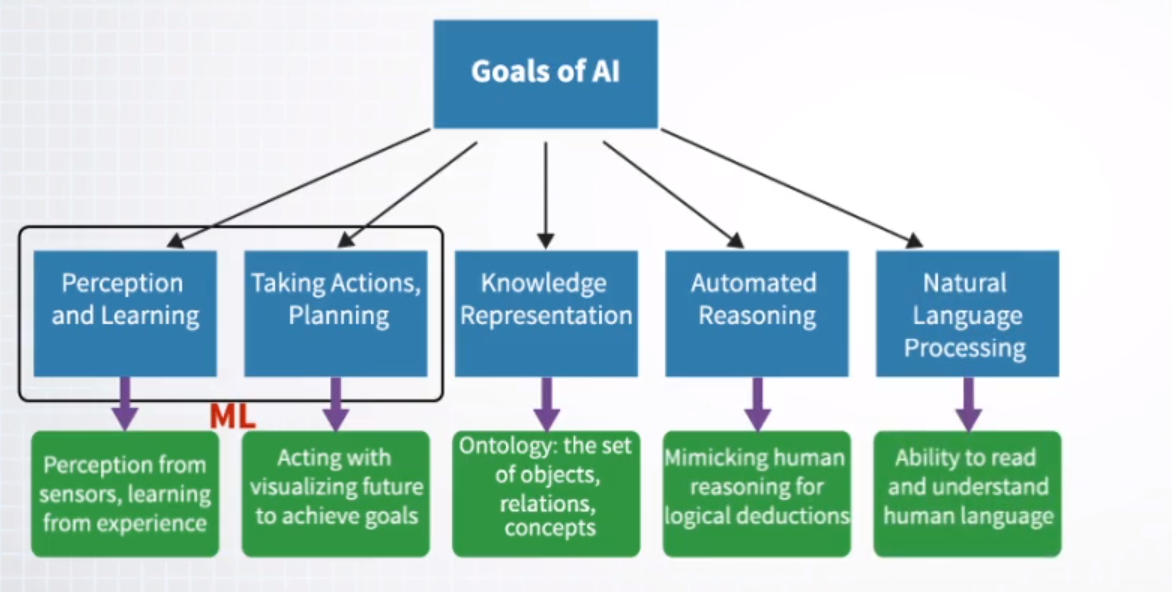 Goals of AI
Perception
and Learning
Taking Actions,
Planning
Knowledge
Representation
Automated
Reasoning
Natural
Language
Processing
ML
Perception from
sensors, learning
from experience
Acting with
visualizing future
to achieve goals
Ontology: the set
of objects,
relations,
concepts
Mimicking human
reasoning for
logical deductions
Ability to read
and understand
human language